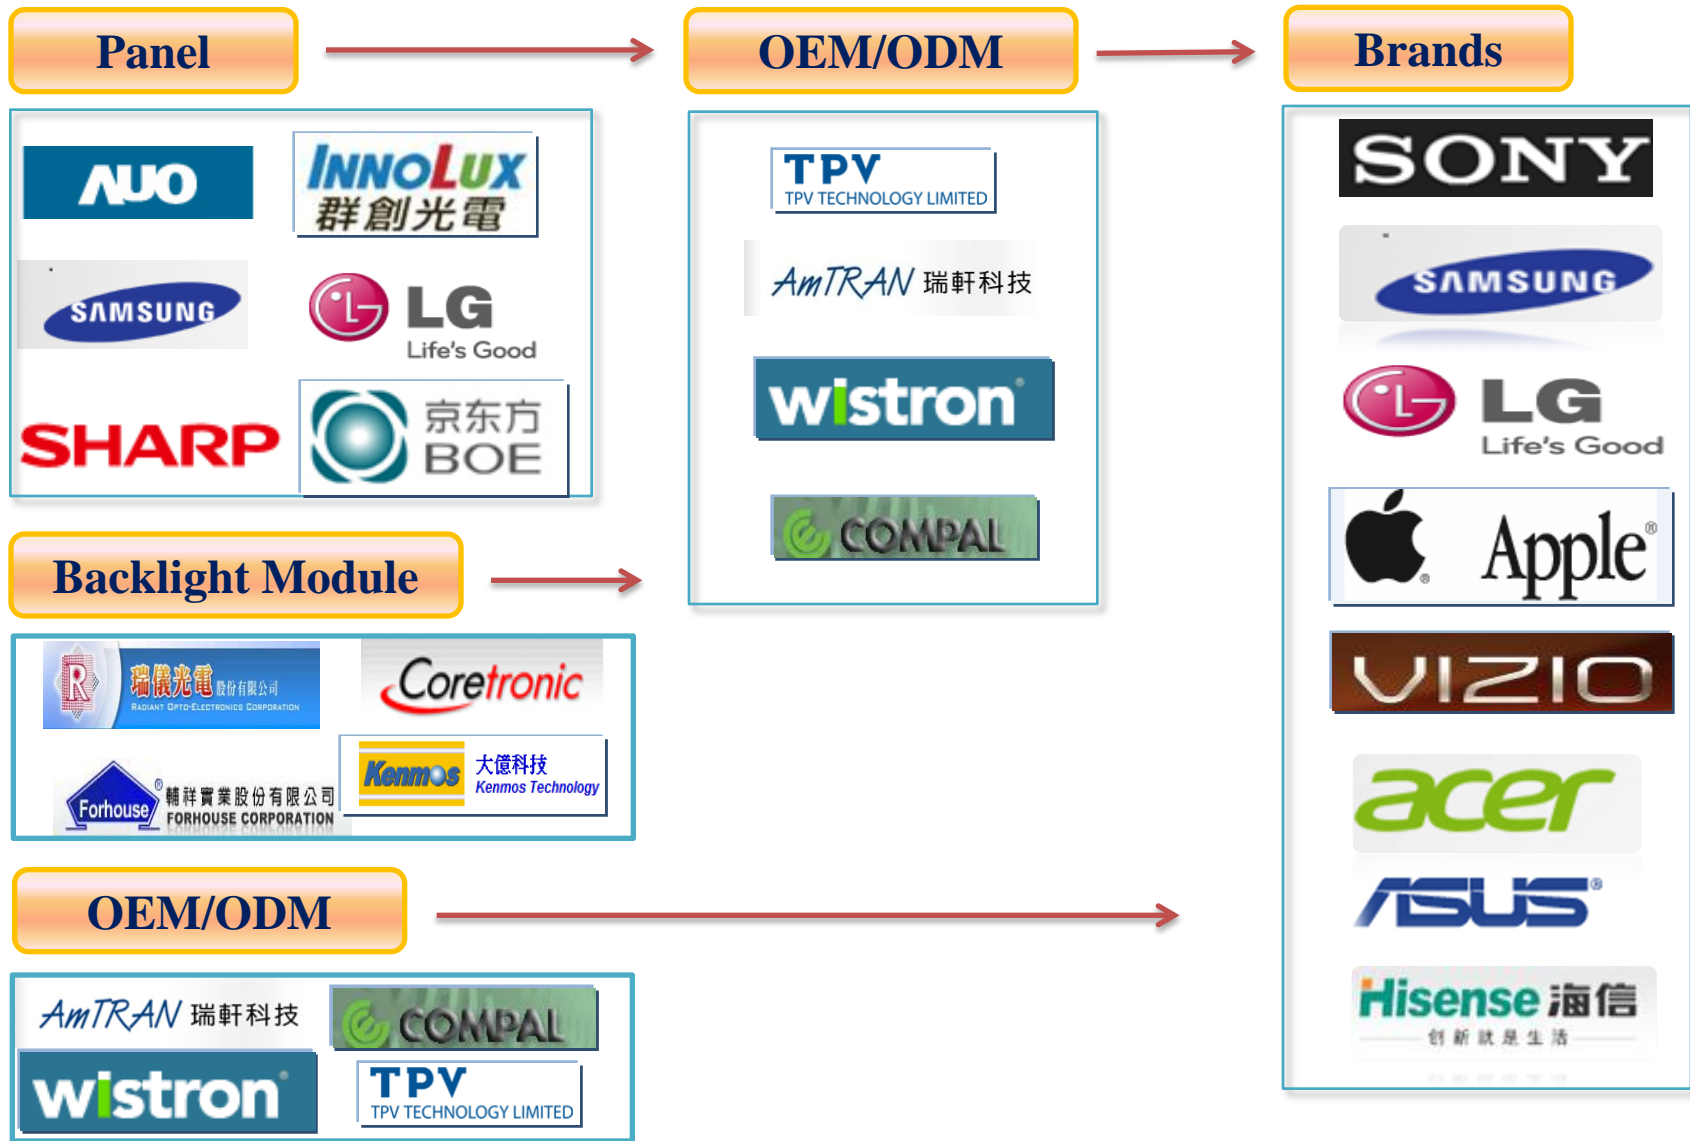 Panel
OEM/ODM
Brands
AUO
INNOLUX
群創光電
SAMSUNG
LG
Life's Good
SHARP
京东方
BOE
TPV
TPV TECHNOLOGY LIMITED
AmTRAN 瑞軒科技
wistron
COMPAL
SONY
SAMSUNG
LG
Life's Good
Apple®
VIZIO
acer
ASUS®
Hisense 海信
创新就是生活
Backlight Module
R
瑞儀光電股份有限公司
RADIANT OPTO-ELECTRONICS CORPORATION
Coretronic
Forhouse® 輔祥實業股份有限公司
FORHOUSE CORPORATION
Kenmos 大億科技
Kenmos Technology
OEM/ODM
AmTRAN 瑞軒科技
COMPAL
wistron
TPV
TPV TECHNOLOGY LIMITED